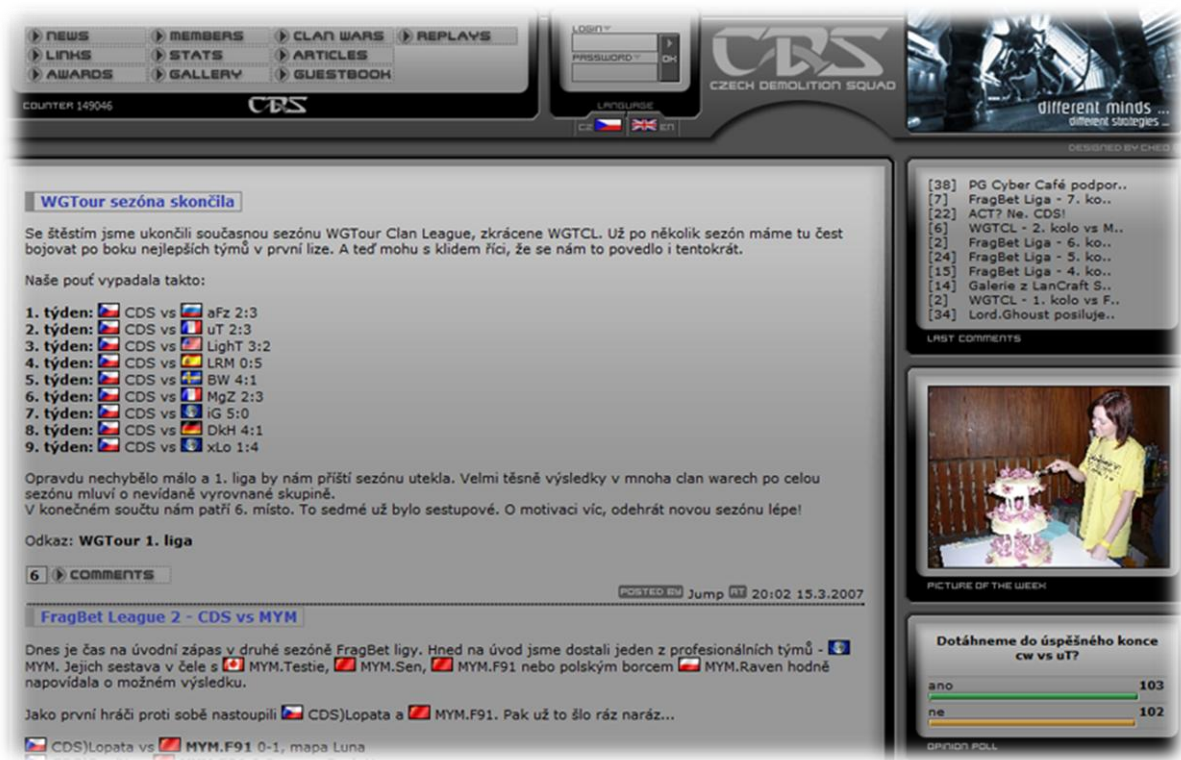 NEWS MEMBERS CLAN WARS REPLAYS
LINKS STATS ARTICLES
AWARDS GALLERY GUESTBOOK
COUNTER 149046 CDS
LOGIN
PASSWORD OK
LANGUAGE
CZ EN
CDS
CZECH DEMOLITION SQUAD
different minds ...
different strategies ...
DESIGNED BY
WGTour sezóna skončila
Se štěstím jsme ukončili současnou sezónu WGTour Clan League, zkrácene WGTCL. Už po několik sezón máme tu čest
bojovat po boku nejlepších týmů v první lize. A teď mohu s klidem říci, že se nám to povedlo i tentokrát.
Naše pouť vypadala takto:
1. týden: CDS vs aFz 2:3
2. týden: CDS vs uT 2:3
3. týden: CDS vs LighT 3:2
4. týden: CDS vs LRM 0:5
5. týden: CDS vs BW 4:1
6. týden: CDS vs MgZ 2:3
7. týden: CDS vs iG 5:0
8. týden: CDS vs DkH 4:1
9. týden: CDS vs xLo 1:4
Opravdu nechybělo málo a 1. liga by nám příští sezónu utekla. Velmi těsně výsledky v mnoha clan warech po celou
sezónu mluví o nevídaně vyrovnané skupině.
V konečném součtu nám patří 6. místo. To sedmé už bylo sestupové. O motivaci víc, odehrát novou sezónu lépe!
Odkaz: WGTour 1. liga
6 COMMENTS
POSTED BY Jump AT 20:02 15.3.2007
FragBet League 2 - CDS vs MYM
Dnes je čas na úvodní zápas v druhé sezóně FragBet ligy. Hned na úvod jsme dostali jeden z profesionálních týmů -
MYM. Jejich sestava v čele s MYM.Testie, MYM.Sen, MYM.F91 nebo polským borcem MYM.Raven hodně
napovídala o možném výsledku.
Jako první hráči proti sobě nastoupili CDS)Lopata a MYM.F91. Pak už to šlo ráz naráz...
CDS)Lopata vs MYM.F91 0-1, mapa Luna
[38] PG Cyber Café podpor..
[7] FragBet Liga - 7. ko..
[22] ACT? Ne. CDS!
[6] WGTCL - 2. kolo vs M..
[2] FragBet Liga - 6. ko..
[24] FragBet Liga - 5. ko..
[15] FragBet Liga - 4. ko..
[14] Galerie z LanCraft S..
[2] WGTCL - 1. kolo vs F..
[34] Lord.Ghoust posiluje..
LAST COMMENTS
PICTURE OF THE WEEK
Dotáhneme do úspěšného konce
cw vs uT?
ano 103
ne 102
OPINION POLL